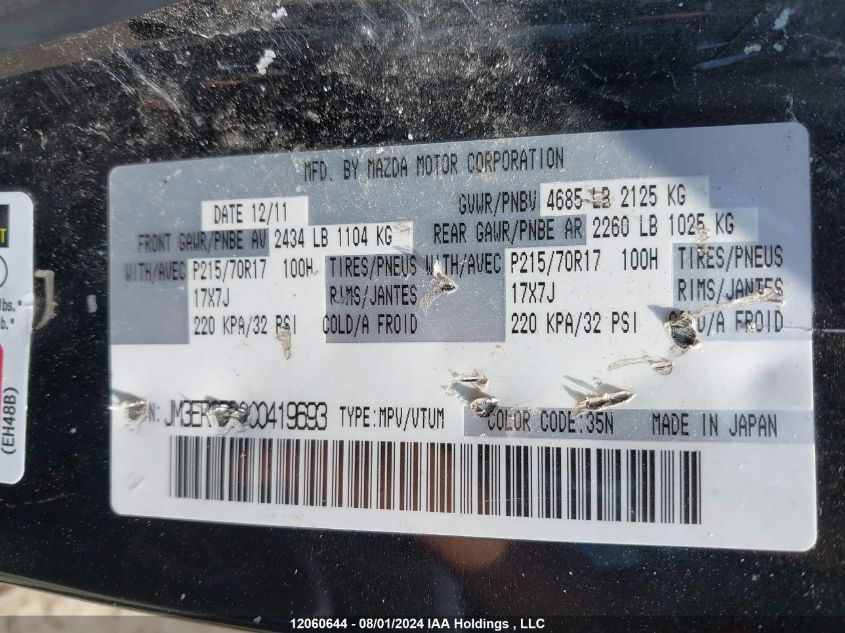 MFD. BY MAZDA MOTOR CORPORATION
DATE 12/11 GVWR/PNBV 4685 LB 2125 KG
FRONT GAWR/PNBE AV 2434 LB 1104 KG REAR GAWR/PNBE AR 2260 LB 1025 KG
WITH/AVEC P215/70R17 100H TIRES/PNEUS WITH/AVEC P215/70R17 100H TIRES/PNEUS
17X7J RIMS/JANTES 17X7J RIMS/JANTES
220 KPA/32 PSI COLD/A FROID 220 KPA/32 PSI COLD/A FROID
TYPE:MPV/VTUM COLOR CODE:35N MADE IN JAPAN
lbs.*
lb.*
(EH48B)
12060644 - 08/01/2024 IAA Holdings , LLC